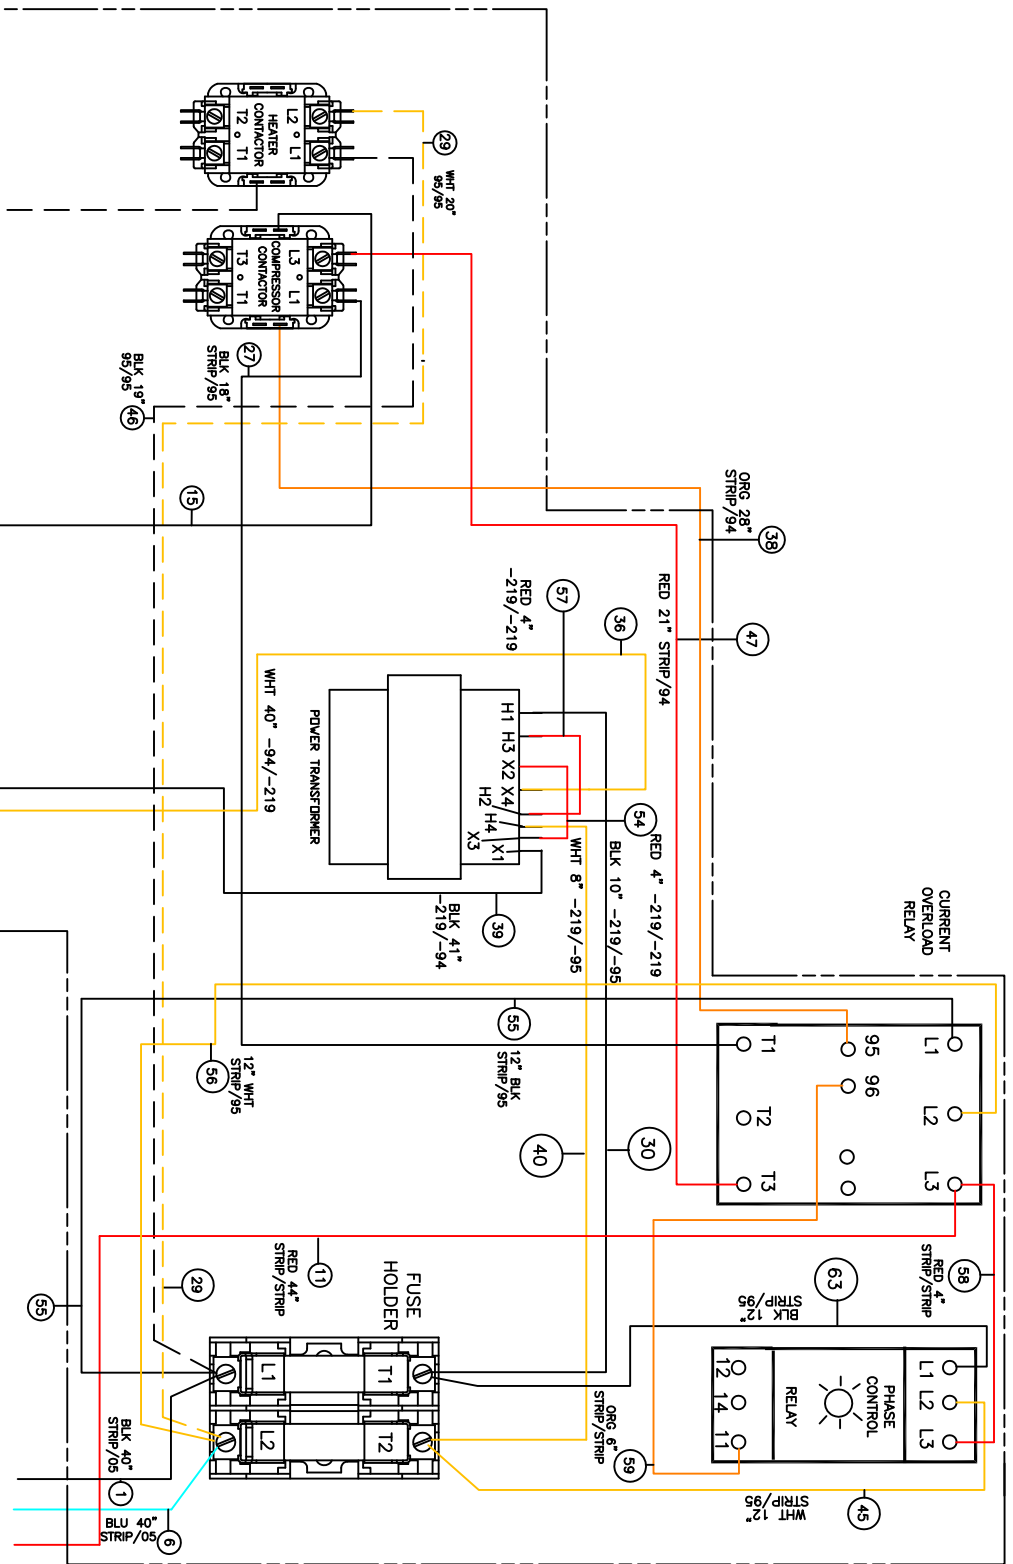 L2
L1
HEATER
CONTACTOR
T2
T1
29
WHT 20"
95/95
L3
L1
COMPRESSOR
CONTACTOR
T3
T1
27
BLK 18"
STRIP/95
BLK 19"
95/95
46
15
ORG 28"
STRIP/94
38
RED 21" STRIP/94
47
57
RED 4"
-219/-219
36
WHT 40" -94/-219
POWER TRANSFORMER
H1
H3
X2
X4
H2
H4
X3
X1
54
RED 4" -219/-219
BLK 10" -219/-95
WHT 8" -219/-95
39
BLK 41"
-219/-94
CURRENT
OVERLOAD
RELAY
L1
L2
L3
95
96
T1
T2
T3
55
12" BLK
STRIP/95
56
12" WHT
STRIP/95
40
30
11
RED 44"
STRIP/STRIP
29
55
58
RED 4"
STRIP/STRIP
63
BLK 12"
STRIP/95
FUSE
HOLDER
L1
T1
L2
T2
L1
L2
L3
PHASE
CONTROL
RELAY
12
14
11
ORG 6"
STRIP/STRIP
59
WHT 12"
STRIP/95
45
BLK 40"
STRIP/05
1
BLU 40"
STRIP/05
6